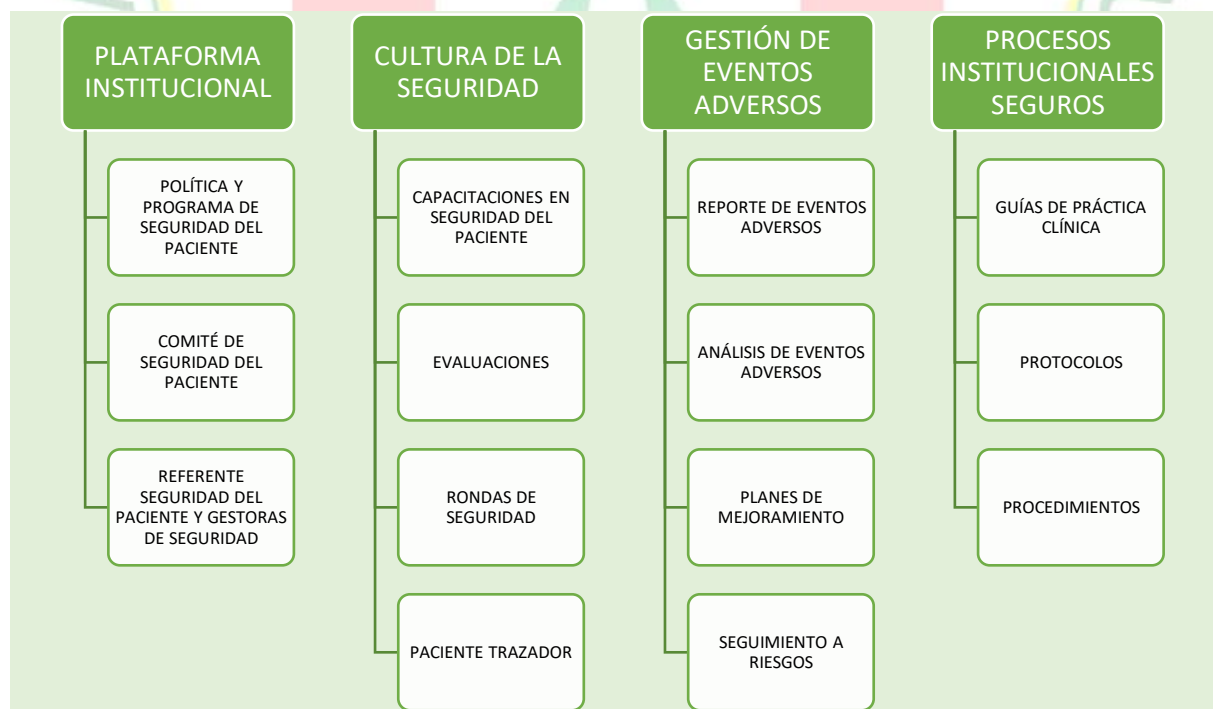 PLATAFORMA
INSTITUCIONAL
POLÍTICA Y
PROGRAMA DE
SEGURIDAD DEL
PACIENTE
COMITÉ DE
SEGURIDAD DEL
PACIENTE
REFERENTE
SEGURIDAD DEL
PACIENTE Y GESTORAS
DE SEGURIDAD
CULTURA DE LA
SEGURIDAD
CAPACITACIONES EN
SEGURIDAD DEL
PACIENTE
EVALUACIONES
RONDAS DE
SEGURIDAD
PACIENTE TRAZADOR
GESTIÓN DE
EVENTOS
ADVERSOS
REPORTE DE EVENTOS
ADVERSOS
ANÁLISIS DE EVENTOS
ADVERSOS
PLANES DE
MEJORAMIENTO
SEGUIMIENTO A
RIESGOS
PROCESOS
INSTITUCIONALES
SEGUROS
GUÍAS DE PRÁCTICA
CLÍNICA
PROTOCOLOS
PROCEDIMIENTOS